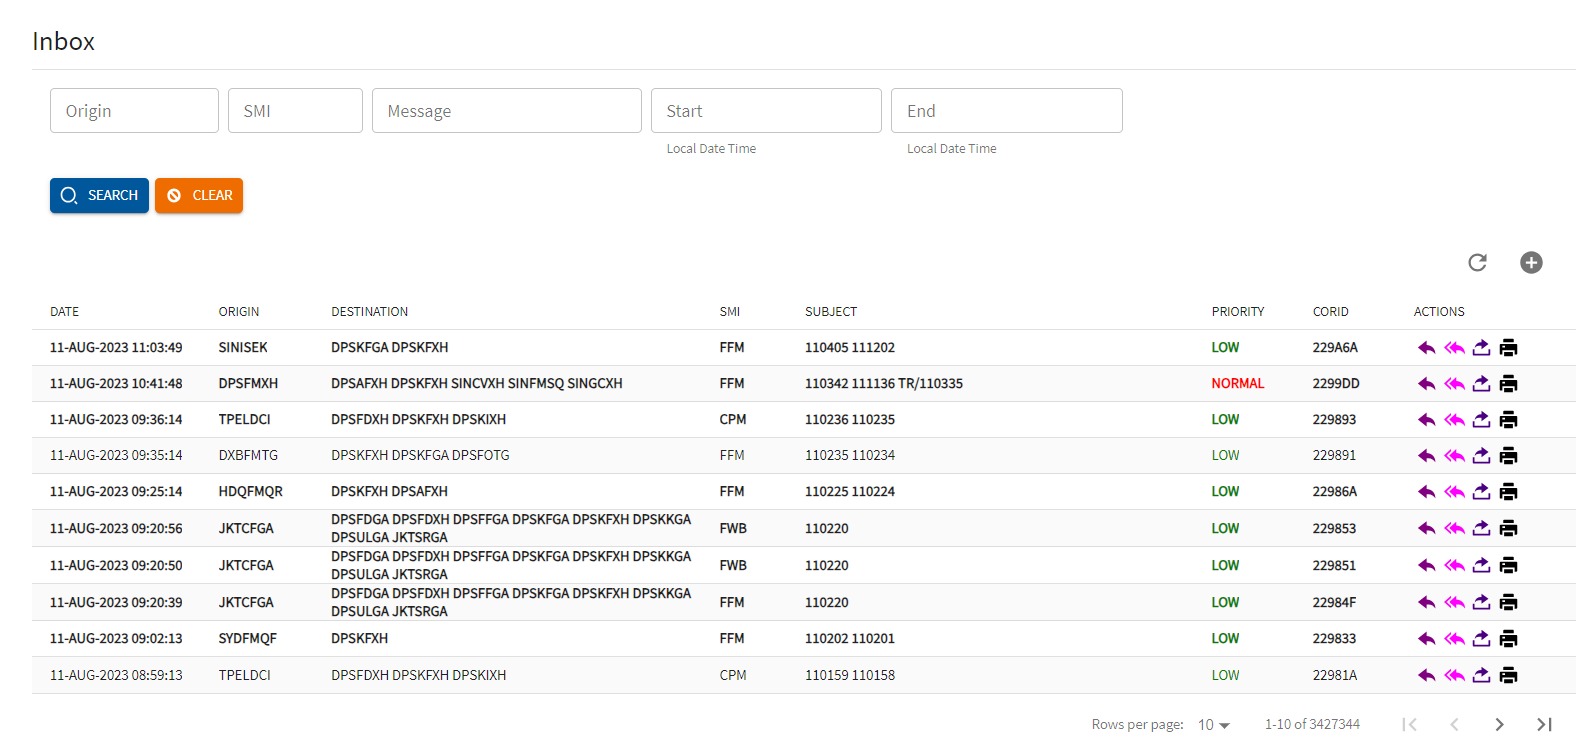 Inbox
Origin SMI Message Start End
Local Date Time Local Date Time
SEARCH CLEAR
DATE ORIGIN DESTINATION SMI SUBJECT PRIORITY CORID ACTIONS
11-AUG-2023 11:03:49 SINISEK DPSKFGA DPSKFXH FFM 110405 111202 LOW 229A6A
11-AUG-2023 10:41:48 DPSFMXH DPSAFXH DPSKFXH SINCVXH SINFMSQ SINGCXH FFM 110342 111136 TR/110335 NORMAL 2299DD
11-AUG-2023 09:36:14 TPELDCI DPSFDXH DPSKFXH DPSKIXH CPM 110236 110235 LOW 229893
11-AUG-2023 09:35:14 DXBFMTG DPSKFXH DPSKFGA DPSFOTG FFM 110235 110234 LOW 229891
11-AUG-2023 09:25:14 HDQFMQR DPSKFXH DPSAFXH FFM 110225 110224 LOW 22986A
11-AUG-2023 09:20:56 JKTCFGA DPSFDGA DPSFDXH DPSFFGA DPSKFGA DPSKFXH DPSKKGA
DPSULGA JKTSRGA FWB 110220 LOW 229853
11-AUG-2023 09:20:50 JKTCFGA DPSFDGA DPSFDXH DPSFFGA DPSKFGA DPSKFXH DPSKKGA
DPSULGA JKTSRGA FWB 110220 LOW 229851
11-AUG-2023 09:20:39 JKTCFGA DPSFDGA DPSFDXH DPSFFGA DPSKFGA DPSKFXH DPSKKGA
DPSULGA JKTSRGA FFM 110220 LOW 22984F
11-AUG-2023 09:02:13 SYDFMQF DPSKFXH FFM 110202 110201 LOW 229833
11-AUG-2023 08:59:13 TPELDCI DPSFDXH DPSKFXH DPSKIXH CPM 110159 110158 LOW 22981A
Rows per page: 10 1-10 of 3427344